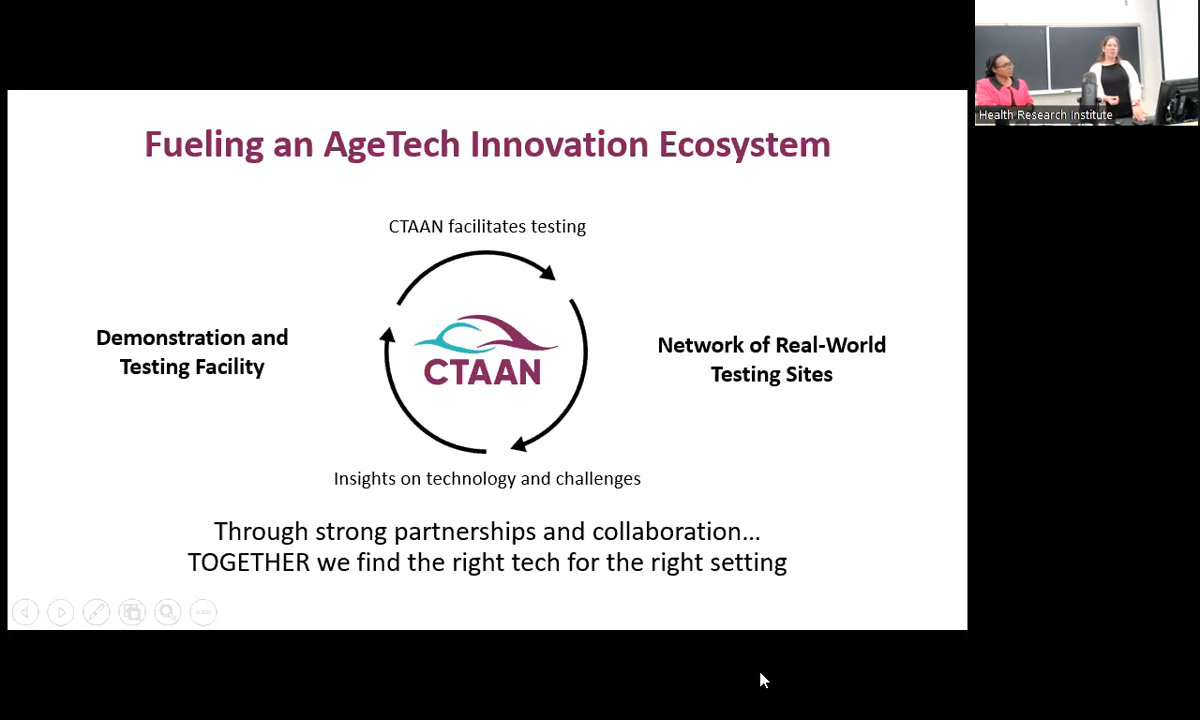 Fueling an AgeTech Innovation Ecosystem
CTAAN facilitates testing
Demonstration and
Testing Facility
CTAAN
Network of Real-World
Testing Sites
Insights on technology and challenges
Through strong partnerships and collaboration...
TOGETHER we find the right tech for the right setting
Health Research Institute